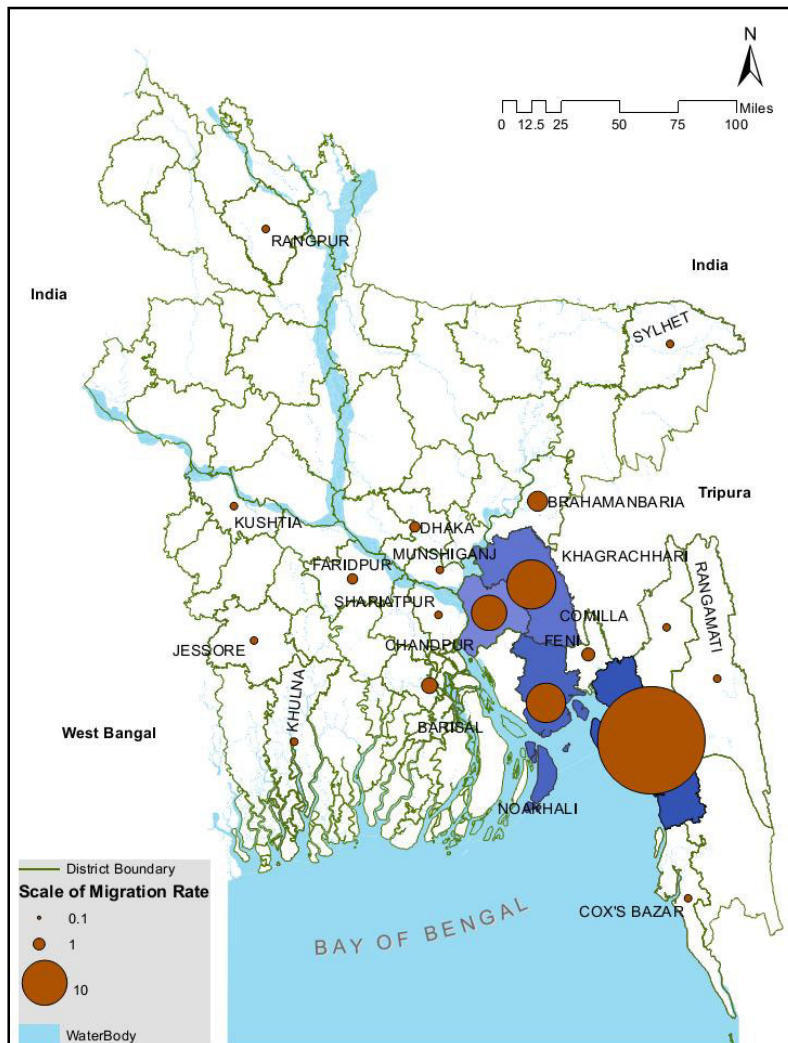 N
Miles
0 12.5 25 50 75 100
RANGPUR
India
India
SYLHET
Tripura
BRAHAMANBARIA
KUSHTIA
DHAKA
MUNSHIGANJ
KHAGRACHHARI
FARIDPUR
SHARIATPUR
COMILLA
RANGAMATI
JESSORE
CHANDPUR
FENI
KHULNA
West Bangal
BARISAL
NOAKHALI
COX'S BAZAR
BAY OF BENGAL
District Boundary
Scale of Migration Rate
0.1
1
10
WaterBody